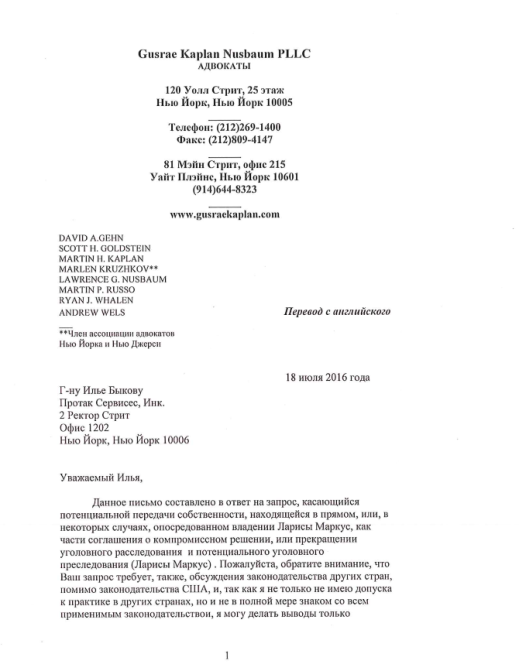 Gusrae Kaplan Nusbaum PLLC
АДВОКАТЫ
120 Уолл Стрит, 25 этаж
Нью Йорк, Нью Йорк 10005
Телефон: (212)269-1400
Факс: (212)809-4147
81 Мэйн Стрит, офис 215
Уайт Плэйнс, Нью Йорк 10601
(914)644-8323
www.gusraekaplan.com
DAVID A.GEHN
SCOTT H. GOLDSTEIN
MARTIN H. KAPLAN
MARLEN KRUZHKOV**
LAWRENCE G. NUSBAUM
MARTIN P. RUSSO
RYAN J. WHALEN
ANDREW WELS
Перевод с английского
**Член ассоциации адвокатов
Нью Йорка и Нью Джерси
18 июля 2016 года
Г-ну Илье Быкову
Протак Сервисес, Инк.
2 Ректор Стрит
Офис 1202
Нью Йорк, Нью Йорк 10006
Уважаемый Илья,
Данное письмо составлено в ответ на запрос, касающийся
потенциальной передачи собственности, находящейся в прямом, или, в
некоторых случаях, опосредованном владении Ларисы Маркус, как
части соглашения о компромиссном решении, или прекращении
уголовного расследования и потенциального уголовного
преследования (Ларисы Маркус) . Пожалуйста, обратите внимание, что
Ваш запрос требует, также, обсуждения законодательства других стран,
помимо законодательства США, и, так как я не только не имею допуска
к практике в других странах, но и не в полной мере знаком со всем
применимым законодательством, я могу делать выводы только
1